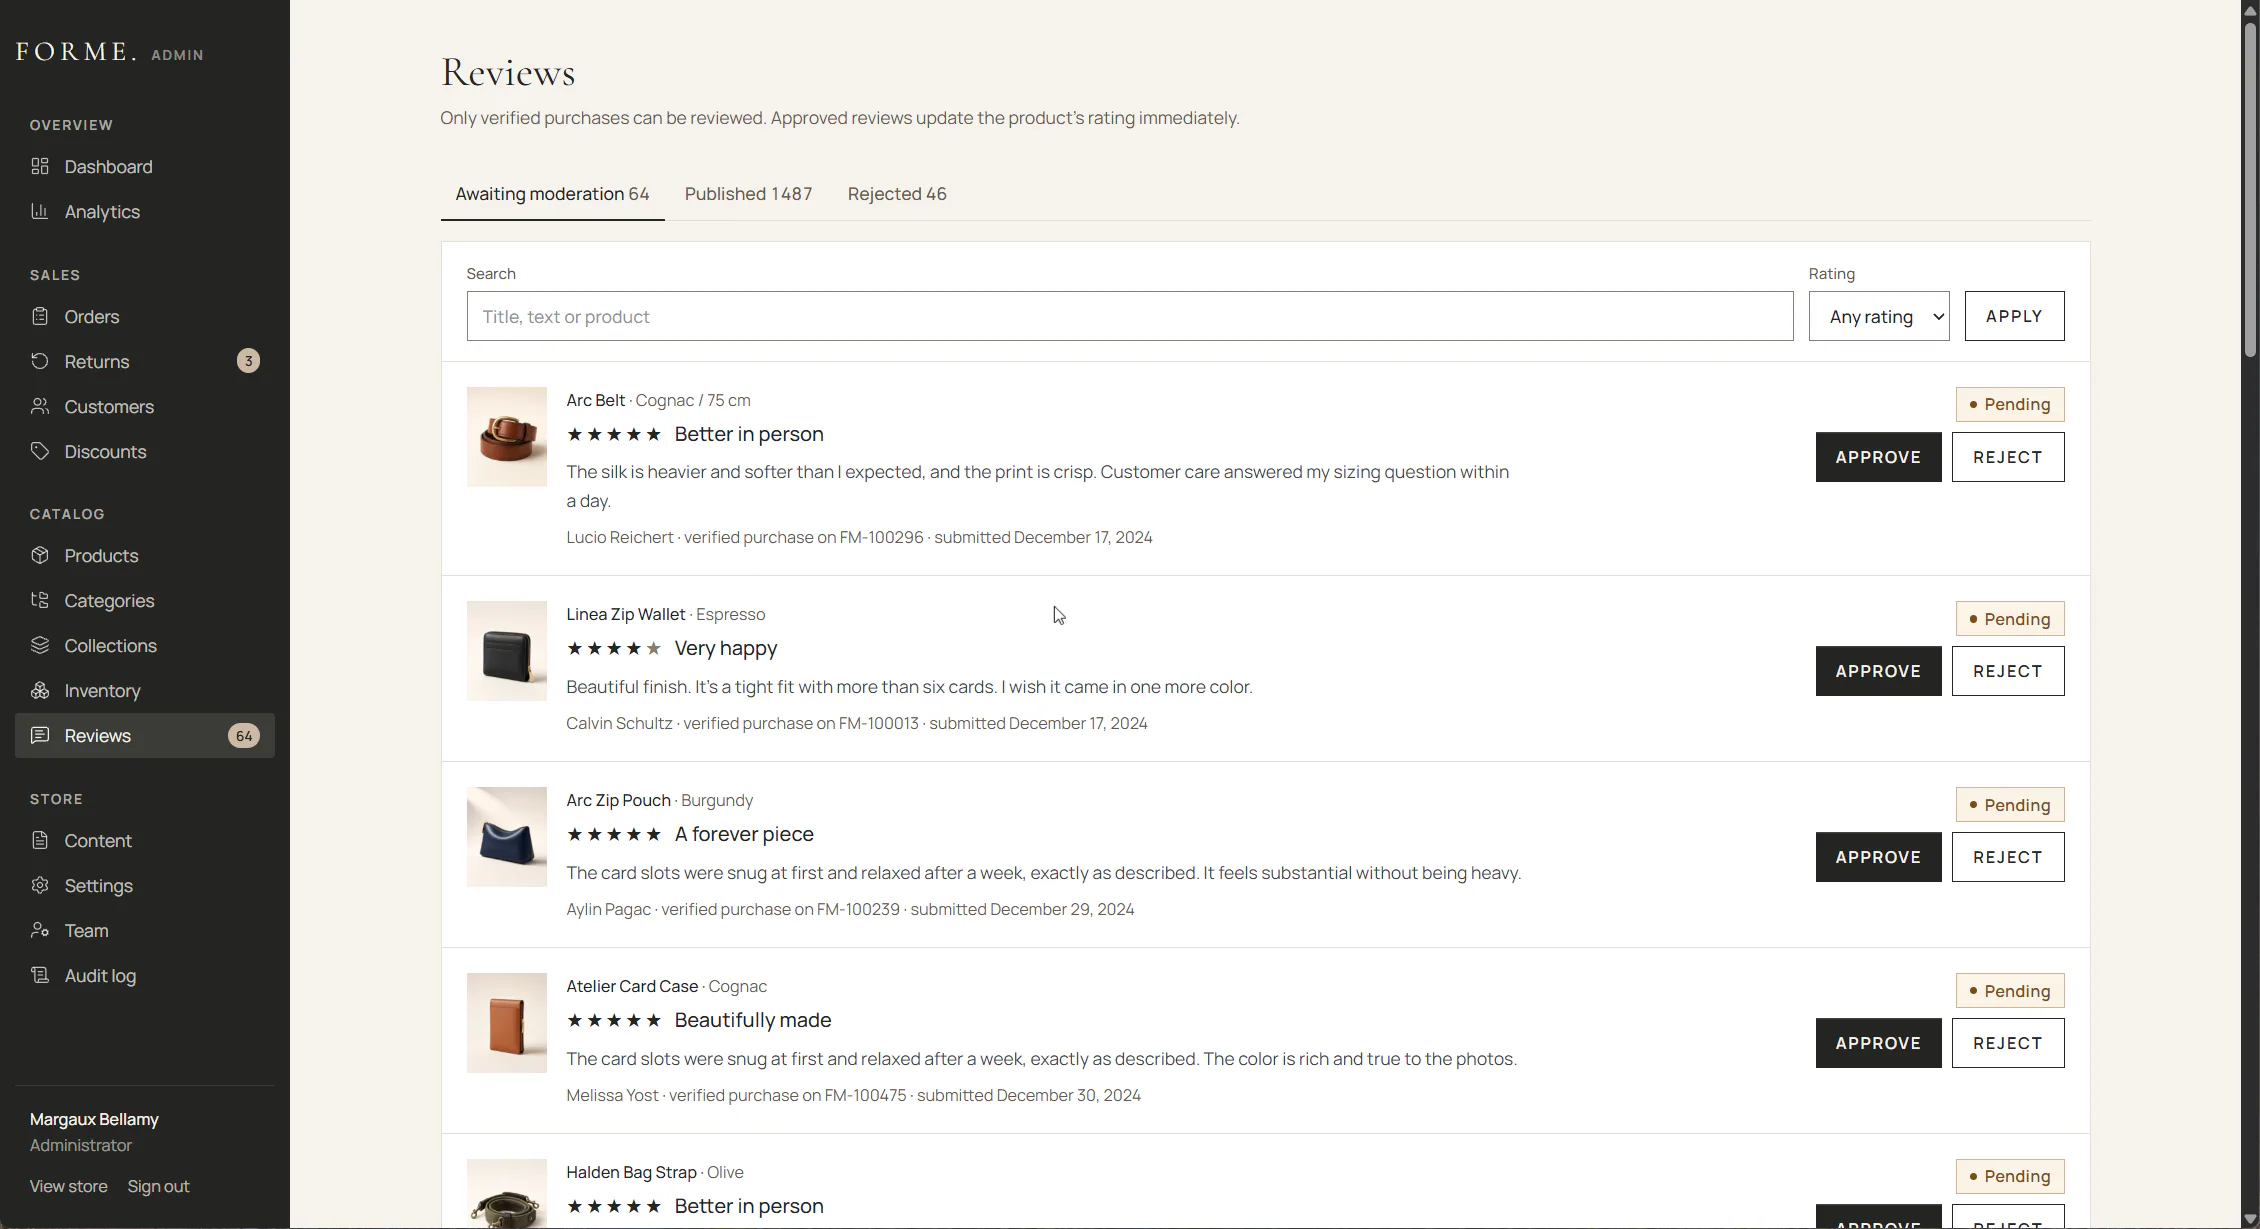 FORME. ADMIN
OVERVIEW
Dashboard
Analytics
SALES
Orders
Returns 3
Customers
Discounts
CATALOG
Products
Categories
Collections
Inventory
Reviews 64
STORE
Content
Settings
Team
Audit log
Margaux Bellamy
Administrator
View store Sign out
Reviews
Only verified purchases can be reviewed. Approved reviews update the product's rating immediately.
Awaiting moderation 64 Published 1487 Rejected 46
Search
Title, text or product
Rating
Any rating
APPLY
Arc Belt · Cognac / 75 cm
★★★★★ Better in person
The silk is heavier and softer than I expected, and the print is crisp. Customer care answered my sizing question within
a day.
Lucio Reichert · verified purchase on FM-100296 · submitted December 17, 2024
Pending
APPROVE REJECT
Linea Zip Wallet · Espresso
★★★★★ Very happy
Beautiful finish. It's a tight fit with more than six cards. I wish it came in one more color.
Calvin Schultz · verified purchase on FM-100013 · submitted December 17, 2024
Pending
APPROVE REJECT
Arc Zip Pouch · Burgundy
★★★★★ A forever piece
The card slots were snug at first and relaxed after a week, exactly as described. It feels substantial without being heavy.
Aylin Pagac · verified purchase on FM-100239 · submitted December 29, 2024
Pending
APPROVE REJECT
Atelier Card Case · Cognac
★★★★★ Beautifully made
The card slots were snug at first and relaxed after a week, exactly as described. The color is rich and true to the photos.
Melissa Yost · verified purchase on FM-100475 · submitted December 30, 2024
Pending
APPROVE REJECT
Halden Bag Strap · Olive
★★★★★ Better in person
Pending
APPROVE REJECT